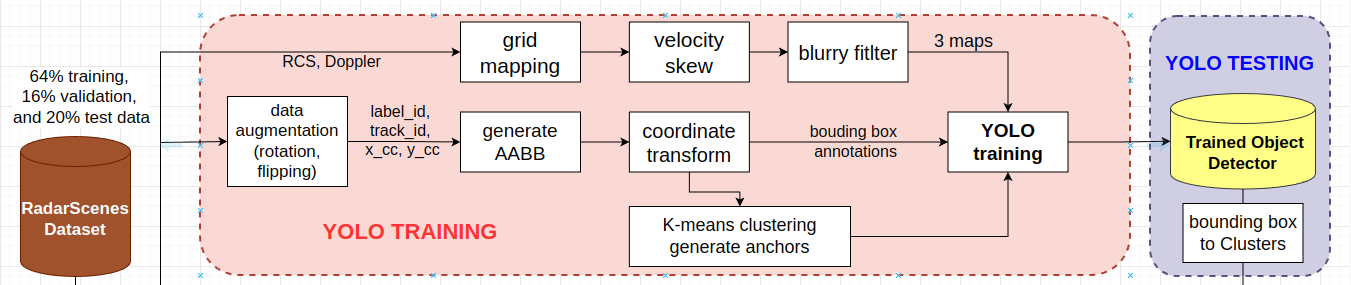 64% training,
16% validation,
and 20% test data
RadarScenes
Dataset
RCS, Doppler
grid
mapping
velocity
skew
blurry fitlter
3 maps
data
augmentation
(rotation,
flipping)
label_id,
track_id,
x_cc, y_cc
generate
AABB
coordinate
transform
bouding box
annotations
YOLO
training
K-means clustering
generate anchors
YOLO TRAINING
YOLO TESTING
Trained Object
Detector
bounding box
to Clusters